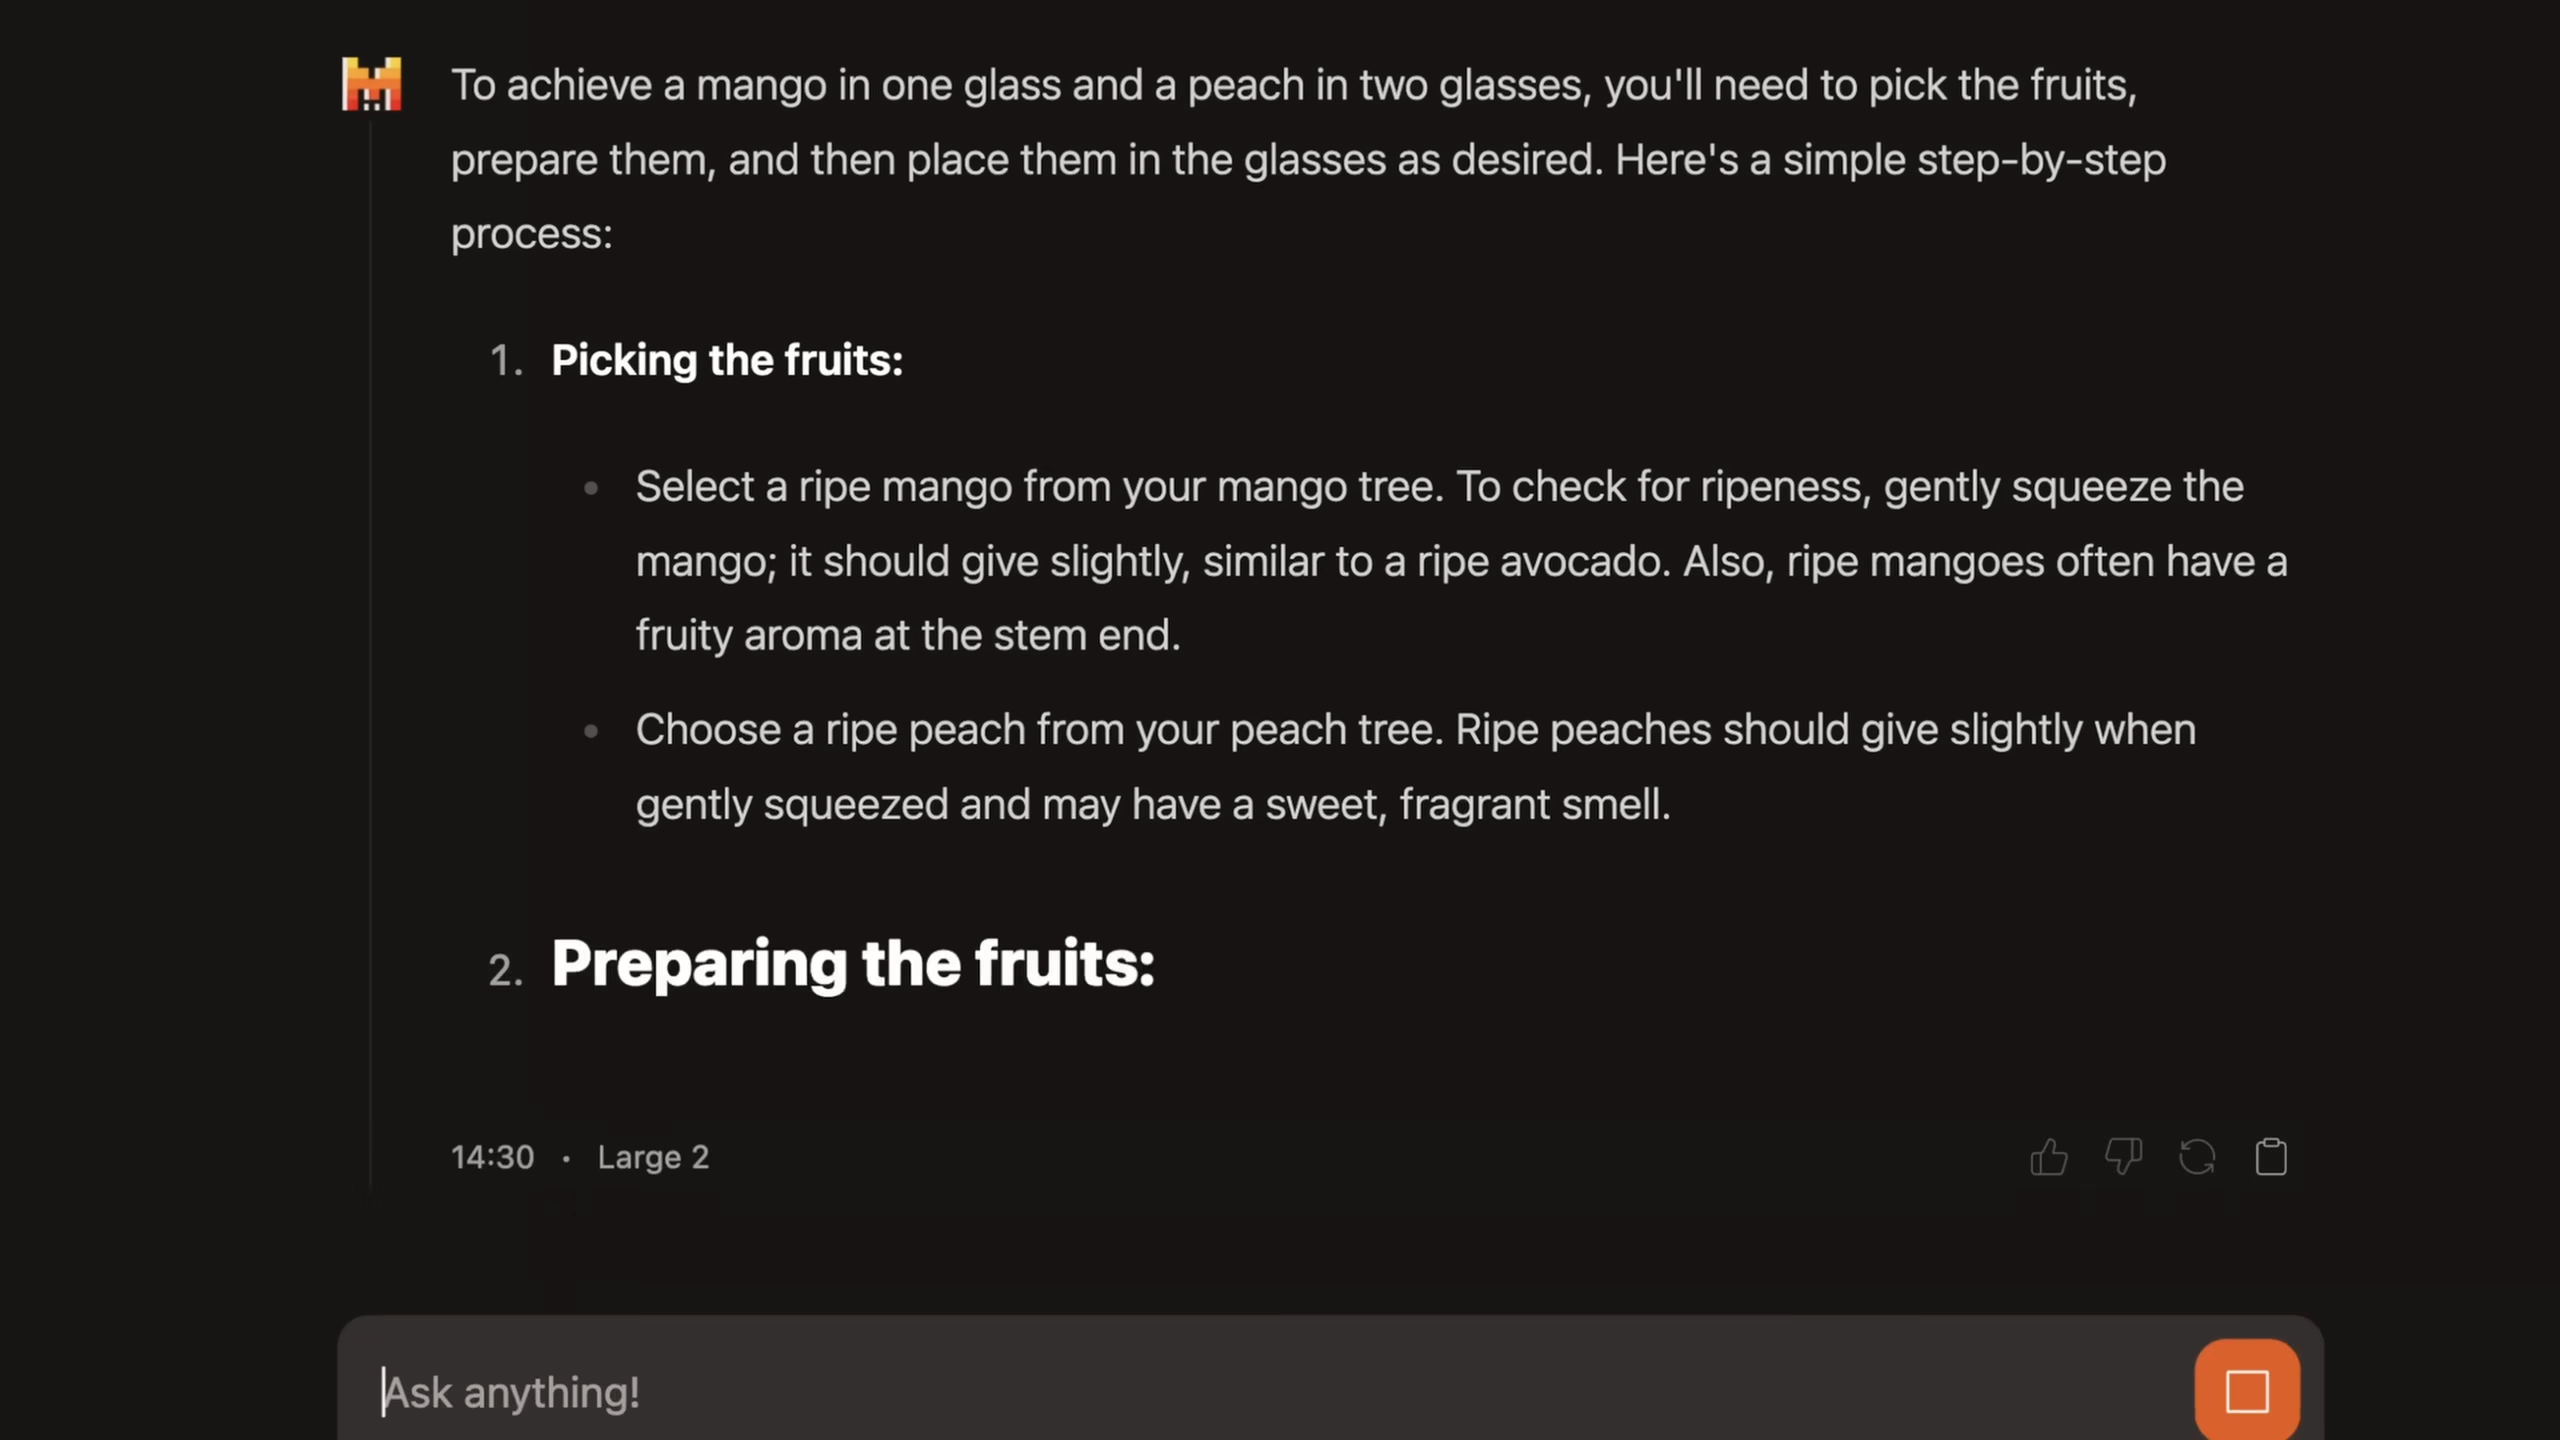 To achieve a mango in one glass and a peach in two glasses, you'll need to pick the fruits,
prepare them, and then place them in the glasses as desired. Here's a simple step-by-step
process:
1. Picking the fruits:
• Select a ripe mango from your mango tree. To check for ripeness, gently squeeze the
mango; it should give slightly, similar to a ripe avocado. Also, ripe mangoes often have a
fruity aroma at the stem end.
• Choose a ripe peach from your peach tree. Ripe peaches should give slightly when
gently squeezed and may have a sweet, fragrant smell.
2. Preparing the fruits:
14:30 · Large 2
Ask anything!